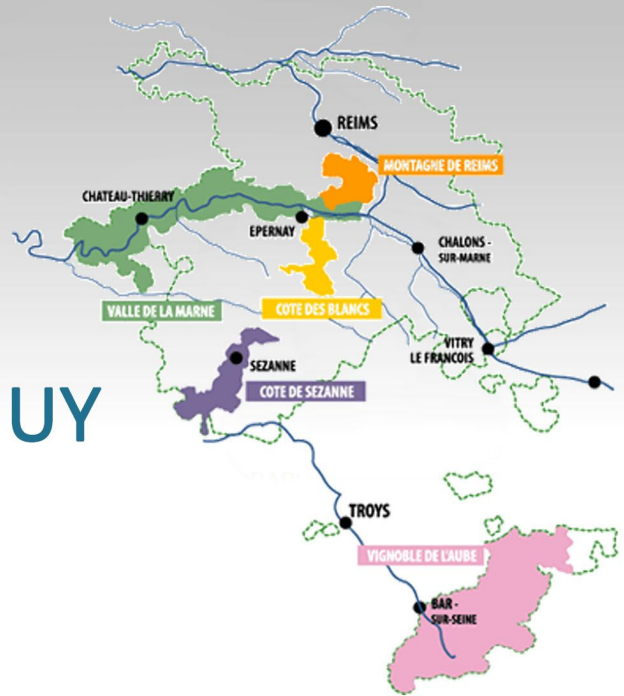 REIMS
MONTAGNE DE REIMS
CHATEAU-THIERRY
EPERNAY
CHALONS -
SUR-MARNE
VALLE DE LA MARNE
COTE DES BLANCS
VITRY
LE FRANCOIS
SEZANNE
COTE DE SEZANNE
UY
TROYS
VIGNOBLE DE L'AUBE
BAR -
SUR-SEINE